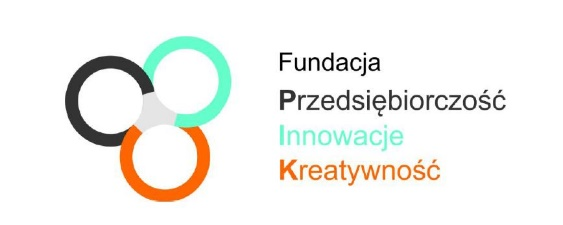 Fundacja
Przedsiębiorczość
Innowacje
Kreatywność